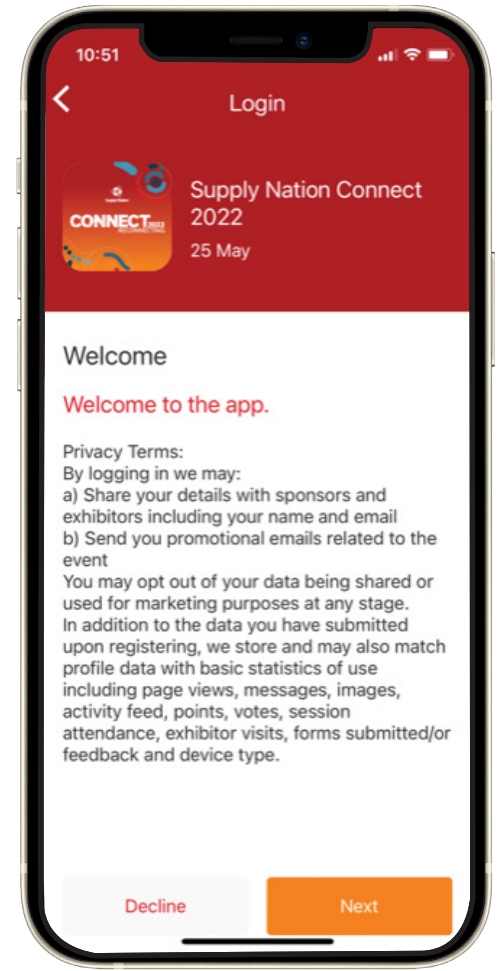 10:51
Login
Supply Nation
CONNECT 2022
RECONNECTING
Supply Nation Connect
2022
25 May
Welcome
Welcome to the app.
Privacy Terms:
By logging in we may:
a) Share your details with sponsors and
exhibitors including your name and email
b) Send you promotional emails related to the
event
You may opt out of your data being shared or
used for marketing purposes at any stage.
In addition to the data you have submitted
upon registering, we store and may also match
profile data with basic statistics of use
including page views, messages, images,
activity feed, points, votes, session
attendance, exhibitor visits, forms submitted/or
feedback and device type.
Decline
Next